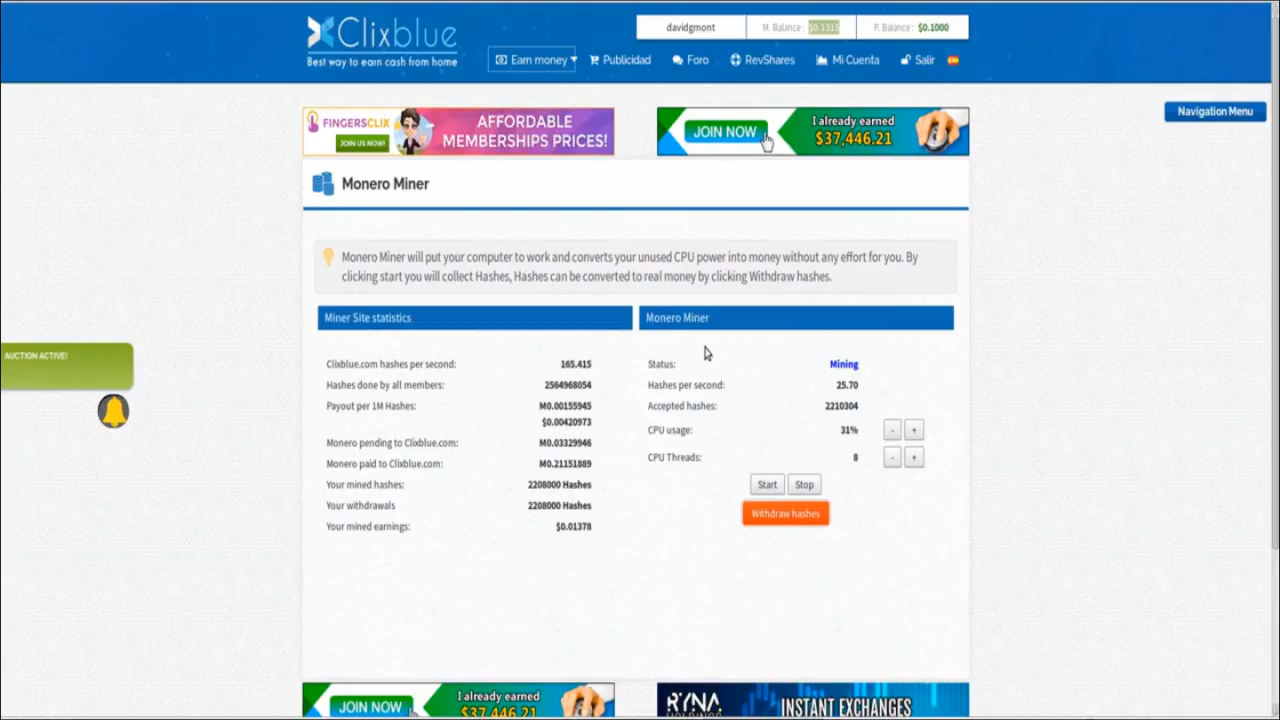 Clixblue
Best way to earn cash from home
davidgmont
M. Balance :
P. Balance : $0.1000
Earn money
Publicidad
Foro
RevShares
Mi Cuenta
Salir
Navigation Menu
FINGERSCLIX
JOIN US NOW!
AFFORDABLE
MEMBERSHIPS PRICES!
JOIN NOW
I already earned
$37,446.21
Monero Miner
Monero Miner will put your computer to work and converts your unused CPU power into money without any effort for you. By
clicking start you will collect Hashes, Hashes can be converted to real money by clicking Withdraw hashes.
Miner Site statistics
Clixblue.com hashes per second: 165.415
Hashes done by all members: 2564968054
Payout per 1M Hashes: M0.00155945
$0.00420973
Monero pending to Clixblue.com: M0.03329946
Monero paid to Clixblue.com: M0.21151889
Your mined hashes: 2208000 Hashes
Your withdrawals 2208000 Hashes
Your mined earnings: $0.01378
Monero Miner
Status: Mining
Hashes per second: 25.70
Accepted hashes: 2210304
CPU usage: 31% - +
CPU Threads: 8 - +
Start Stop
Withdraw hashes
AUCTION ACTIVE!
JOIN NOW
I already earned
$37,446.21
RYNA
INSTANT EXCHANGES